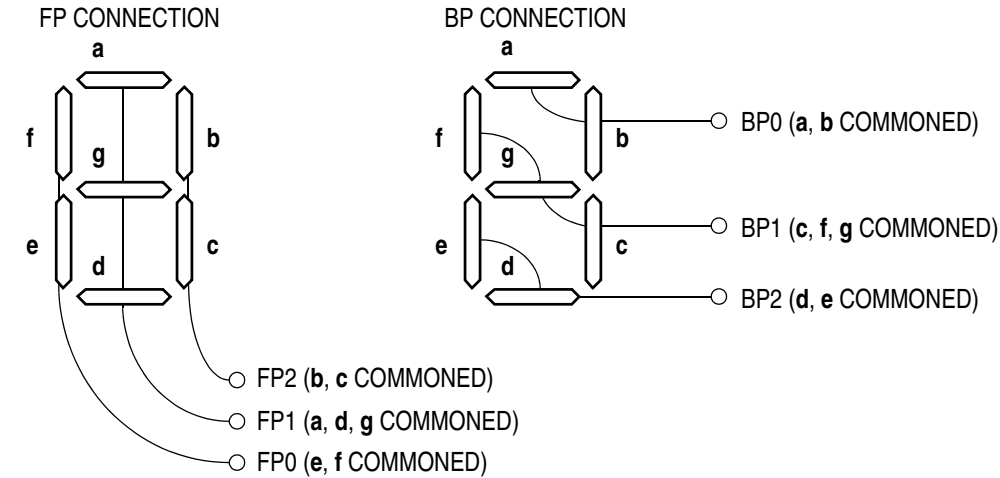 FP CONNECTION
a
f
b
g
e
c
d
FP2 (b, c COMMONED)
FP1 (a, d, g COMMONED)
FP0 (e, f COMMONED)
BP CONNECTION
a
f
b
g
e
c
d
BP0 (a, b COMMONED)
BP1 (c, f, g COMMONED)
BP2 (d, e COMMONED)